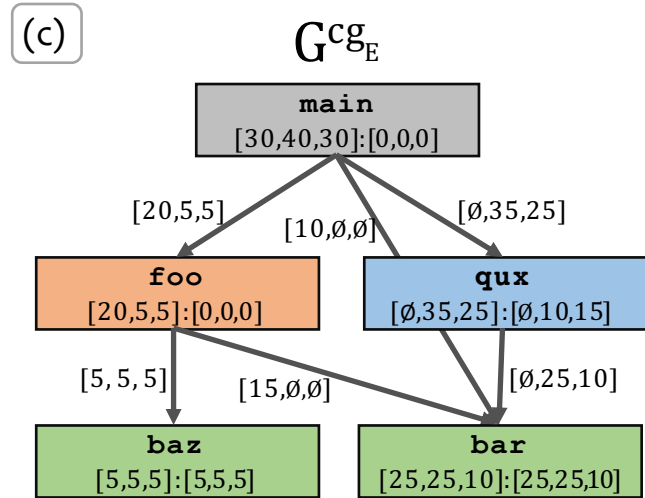 (c)
G^cg_E
main
[30,40,30]:[0,0,0]
[20,5,5]
[10,Ø,Ø]
[Ø,35,25]
foo
[20,5,5]:[0,0,0]
qux
[Ø,35,25]:[Ø,10,15]
[5, 5, 5]
[15,Ø,Ø]
[Ø,25,10]
baz
[5,5,5]:[5,5,5]
bar
[25,25,10]:[25,25,10]